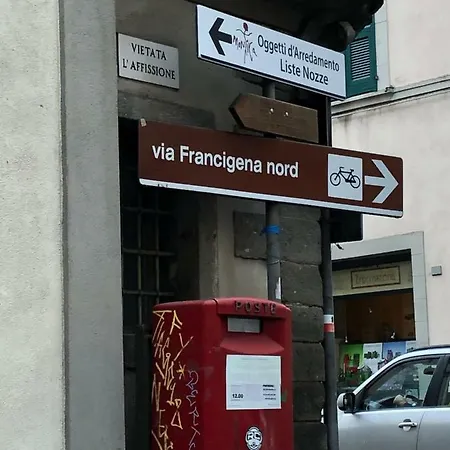 VIETATA
L'AFFISSIONE
Oggetti d'Arredamento
Liste Nozze
via Francigena nord
POSTE
12.00